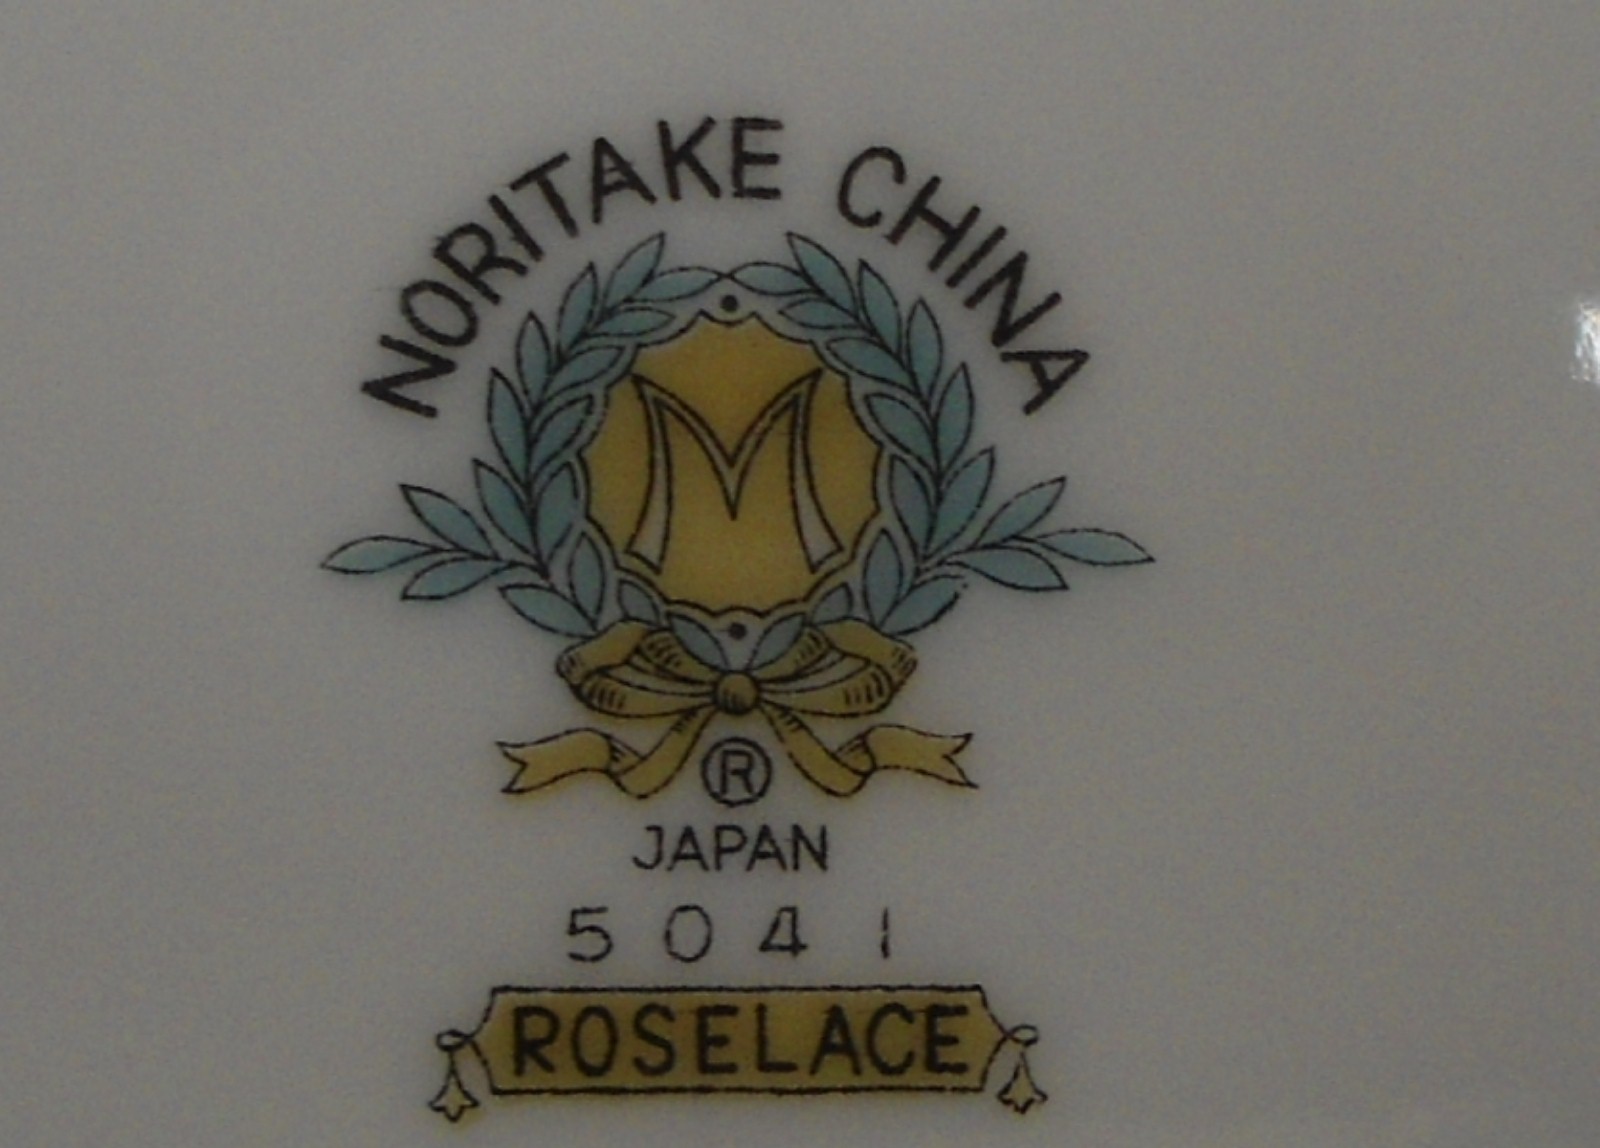 NORITAKE CHINA
M
®
JAPAN
5041
ROSELACE